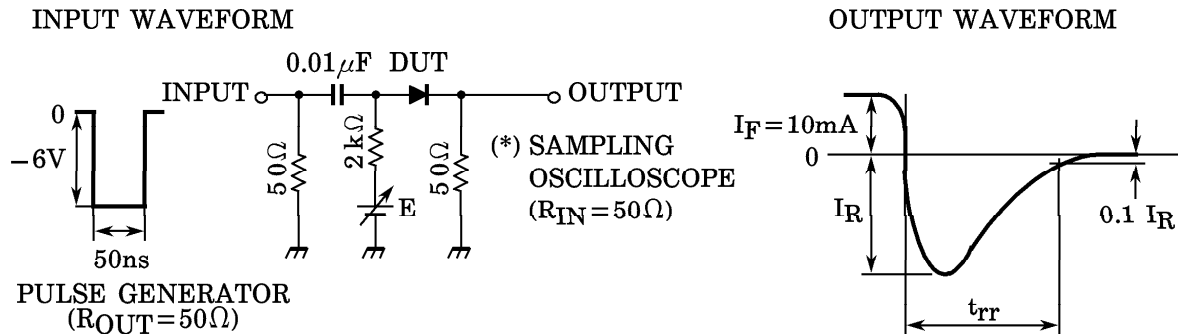 INPUT WAVEFORM
OUTPUT WAVEFORM
0.01μF DUT
INPUT
OUTPUT
0
−6V
50Ω
2kΩ
E
50Ω
(*) SAMPLING
OSCILLOSCOPE
(RIN=50Ω)
50ns
PULSE GENERATOR
(ROUT=50Ω)
IF=10mA
0
IR
0.1 IR
trr